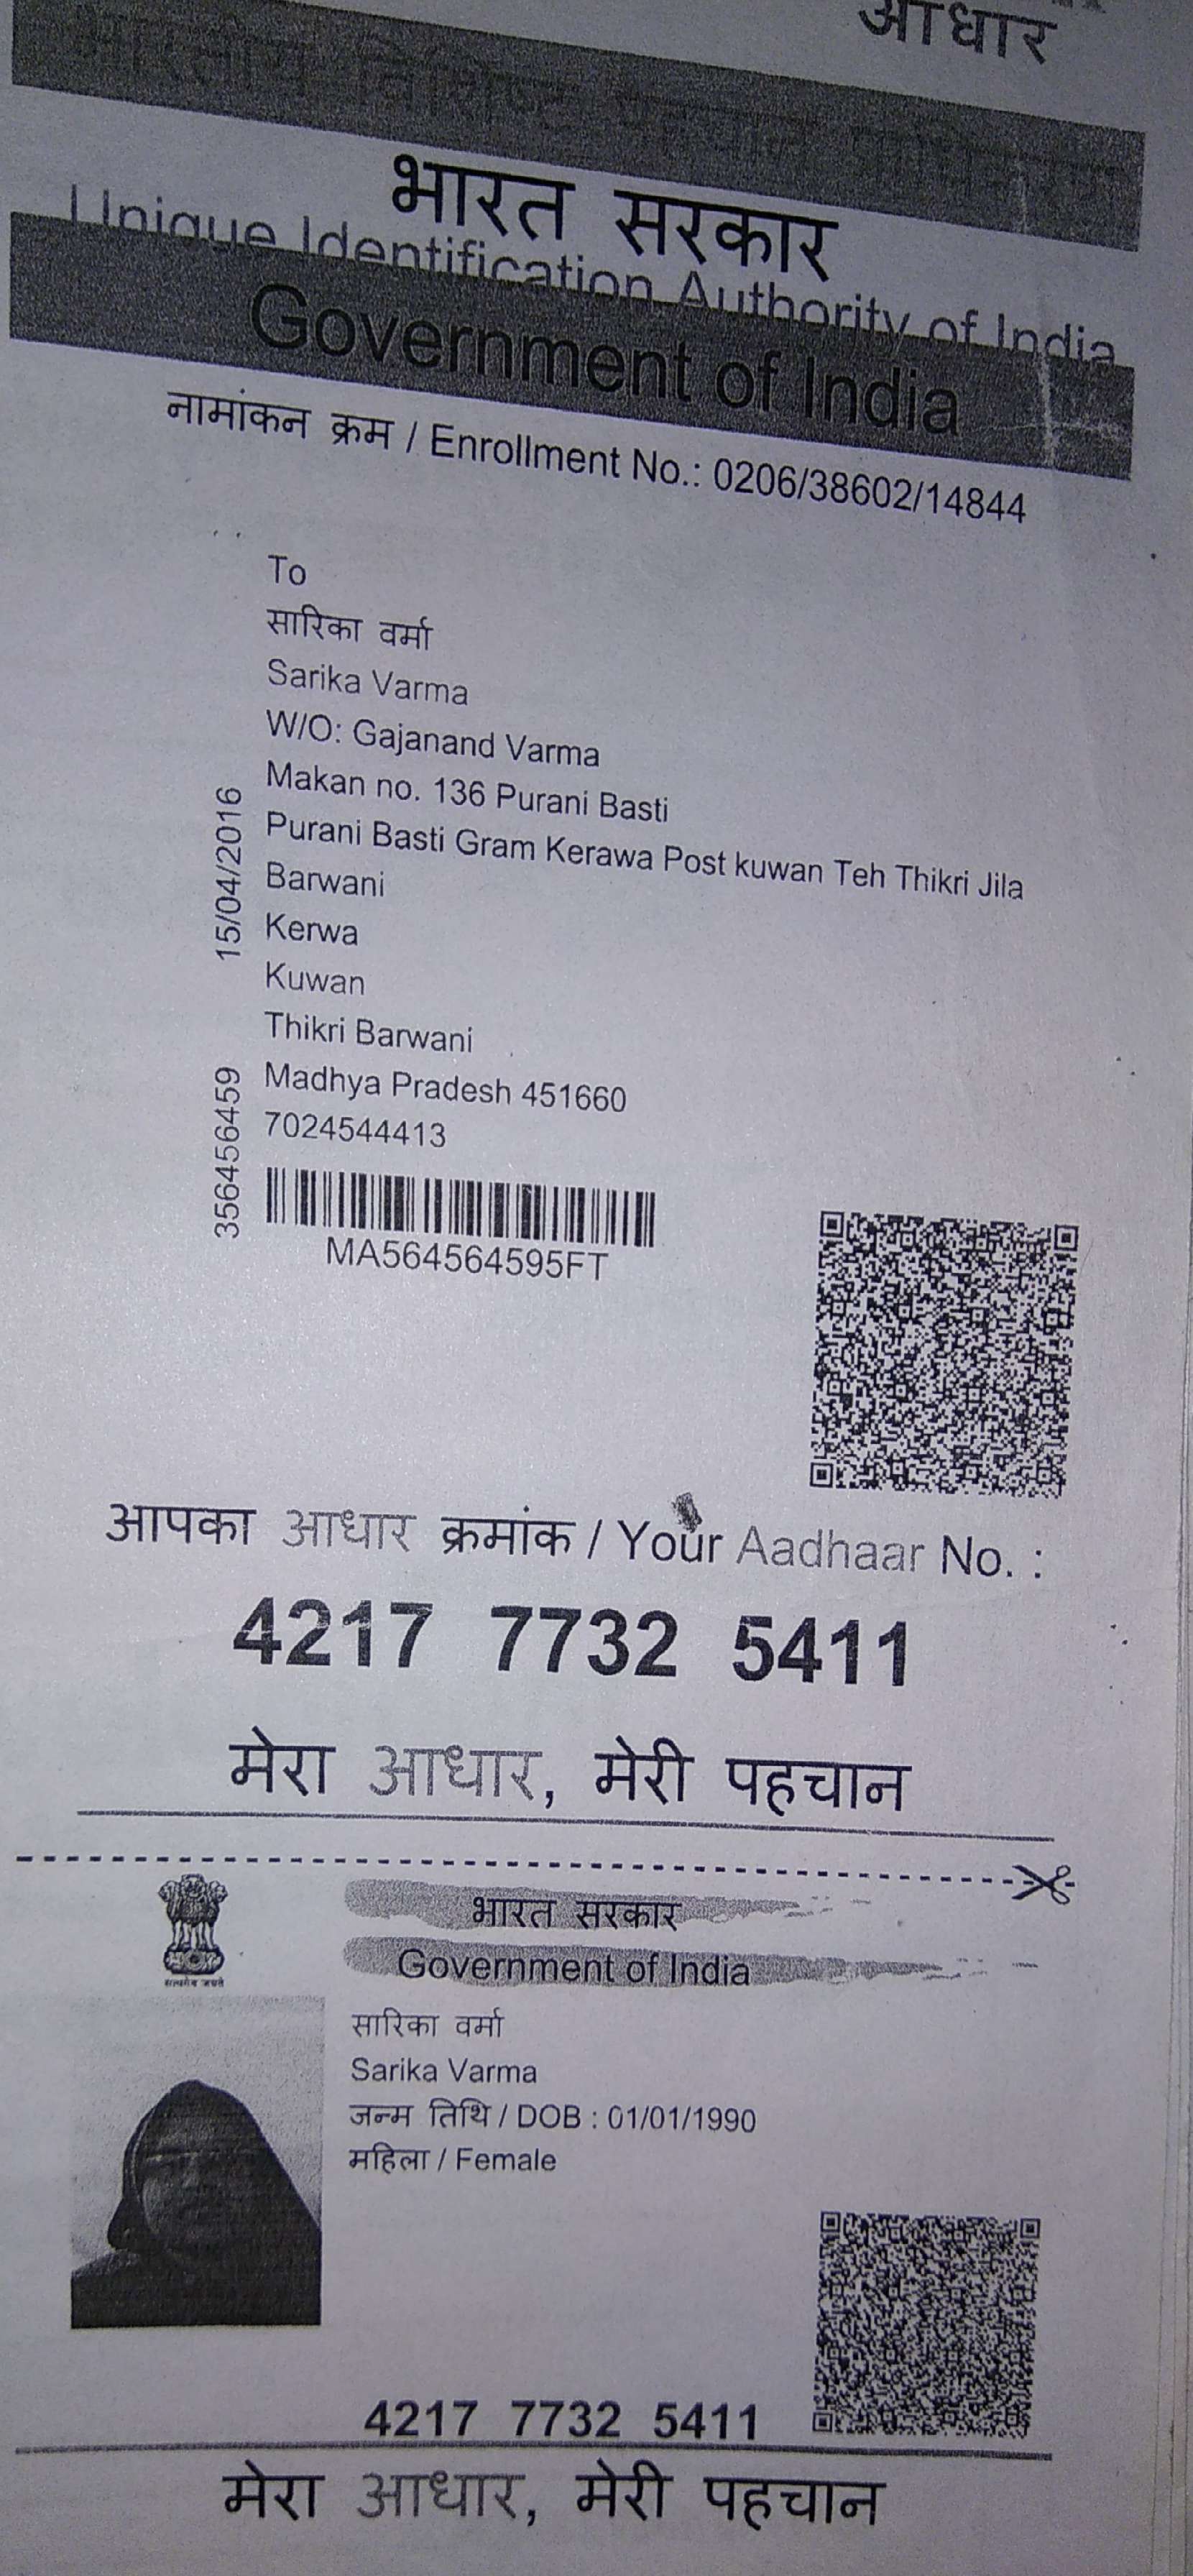 आधार
भारत सरकार
Unique Identification Authority of India
Government of India
नामांकन क्रम / Enrollment No.: 0206/38602/14844
To
सारिका वर्मा
Sarika Varma
W/O: Gajanand Varma
Makan no. 136 Purani Basti
Purani Basti Gram Kerawa Post kuwan Teh Thikri Jila
Barwani
Kerwa
Kuwan
Thikri Barwani
Madhya Pradesh 451660
7024544413
15/04/2016
356456459
MA564564595FT
आपका आधार क्रमांक / Your Aadhaar No. :
4217 7732 5411
मेरा आधार, मेरी पहचान
भारत सरकार
Government of India
सत्यमेव जयते
सारिका वर्मा
Sarika Varma
जन्म तिथि / DOB : 01/01/1990
महिला / Female
4217 7732 5411
मेरा आधार, मेरी पहचान